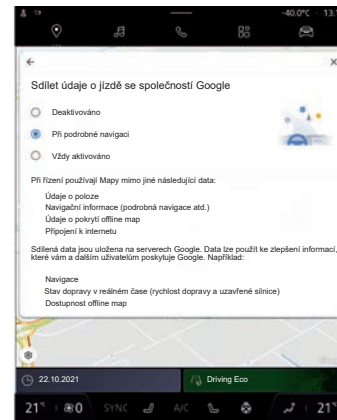 -40.0°C 13:
Sdílet údaje o jízdě se společností Google
Deaktivováno
Při podrobné navigaci
Vždy aktivováno
Při řízení používají Mapy mimo jiné následující data:
Údaje o poloze
Navigační informace (podrobná navigace atd.)
Údaje o pokrytí offline map
Připojení k internetu
Sdílená data jsou uložena na serverech Google. Data lze použít ke zlepšení informací,
které vám a dalším uživatelům poskytuje Google. Například:
Navigace
Stav dopravy v reálném čase (rychlost dopravy a uzavřené silnice)
Dostupnost offline map
22.10.2021
Driving Eco
21° 0 SYNC A/C 21°